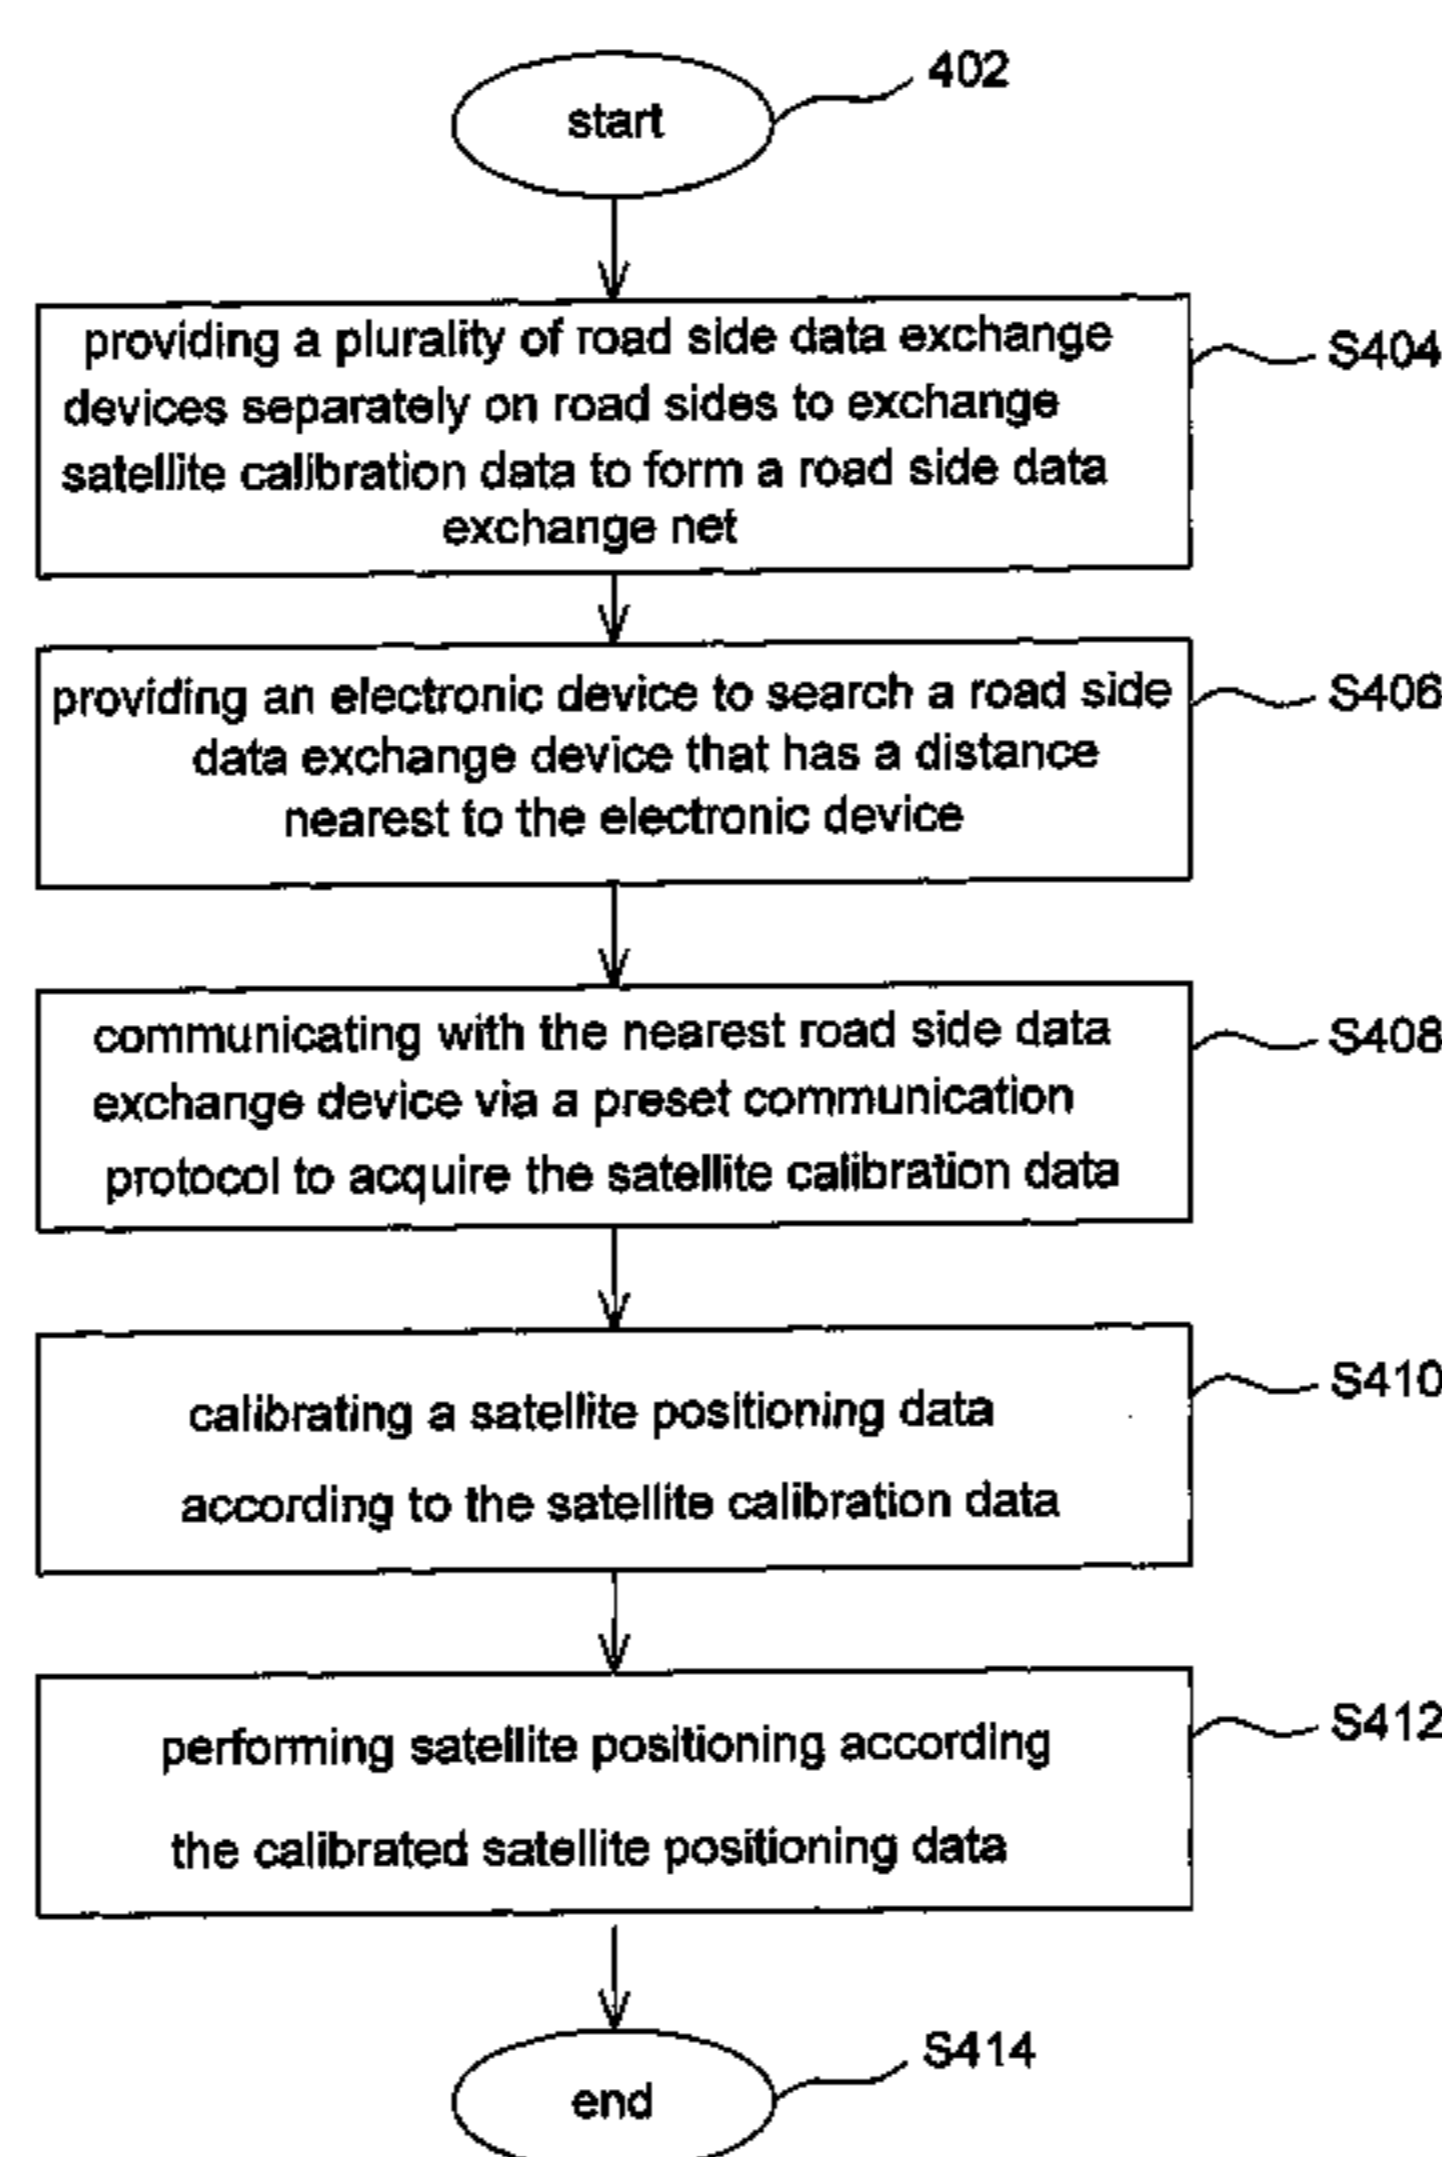 402
start
providing a plurality of road side data exchange
S404
devices separately on road sides to exchange
satellite calibration data to form a road side data
exchange net
providing an electronic device to search a road side
S406
data exchange device that has a distance
nearest to the electronic device
communicating with the nearest road side data
S408
exchange device via a preset communication
protocol to acquire the satellite calibration data
S410
calibrating a satellite positioning data
according to the satellite calibration data
S412
performing satellite positioning according
the calibrated satellite positioning data
S414
end